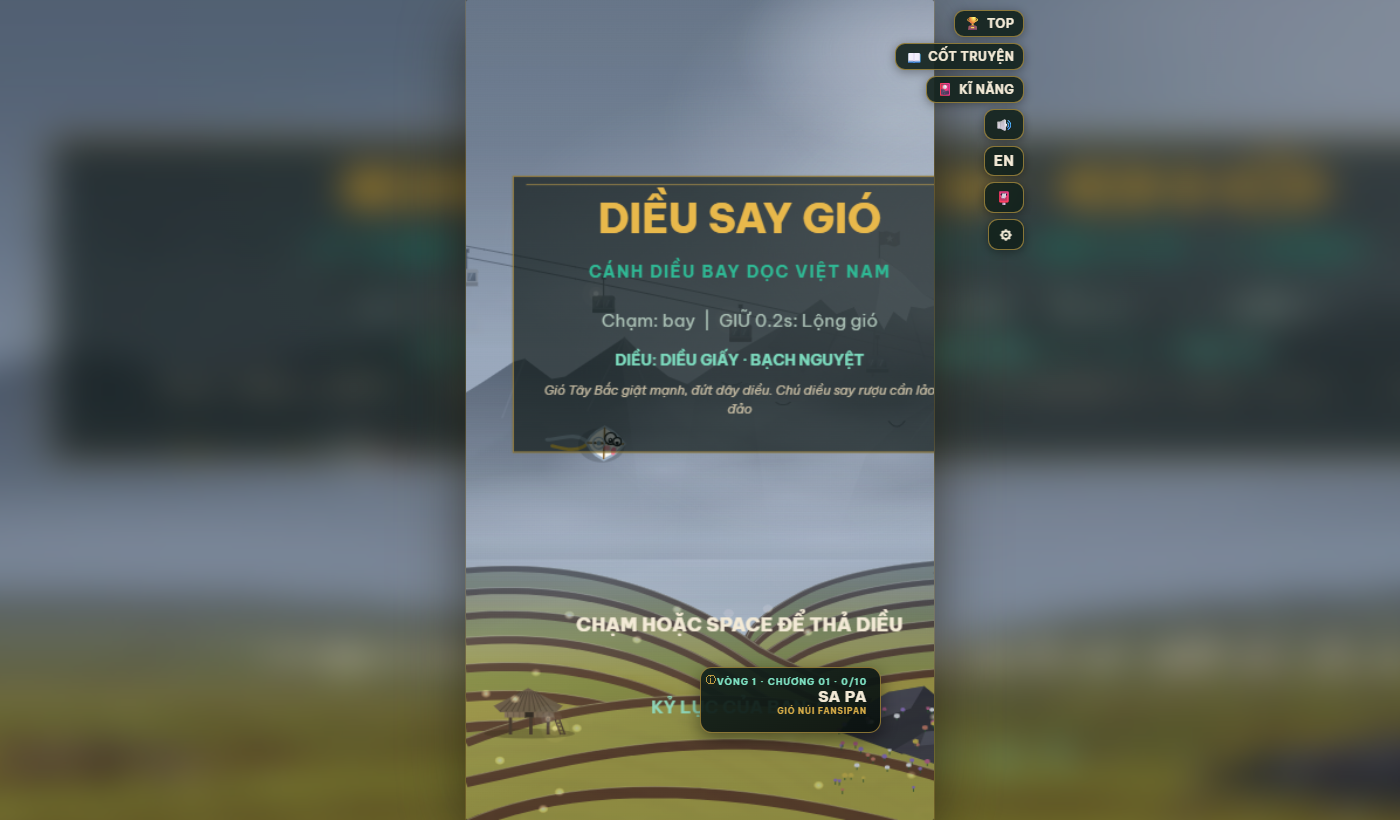 TOP
CỐT TRUYỆN
KĨ NĂNG
EN
DIỀU SAY GIÓ
CÁNH DIỀU BAY DỌC VIỆT NAM
Chạm: bay | GIỮ 0.2s: Lộng gió
DIỀU: DIỀU GIẤY · BẠCH NGUYỆT
Gió Tây Bắc giật mạnh, đứt dây diều. Chú diều say rượu cần lảo
đảo
CHẠM HOẶC SPACE ĐỂ THẢ DIỀU
VÒNG 1 · CHƯƠNG 01 · 0/10
SA PA
GIÓ NÚI FANSIPAN
KỶ